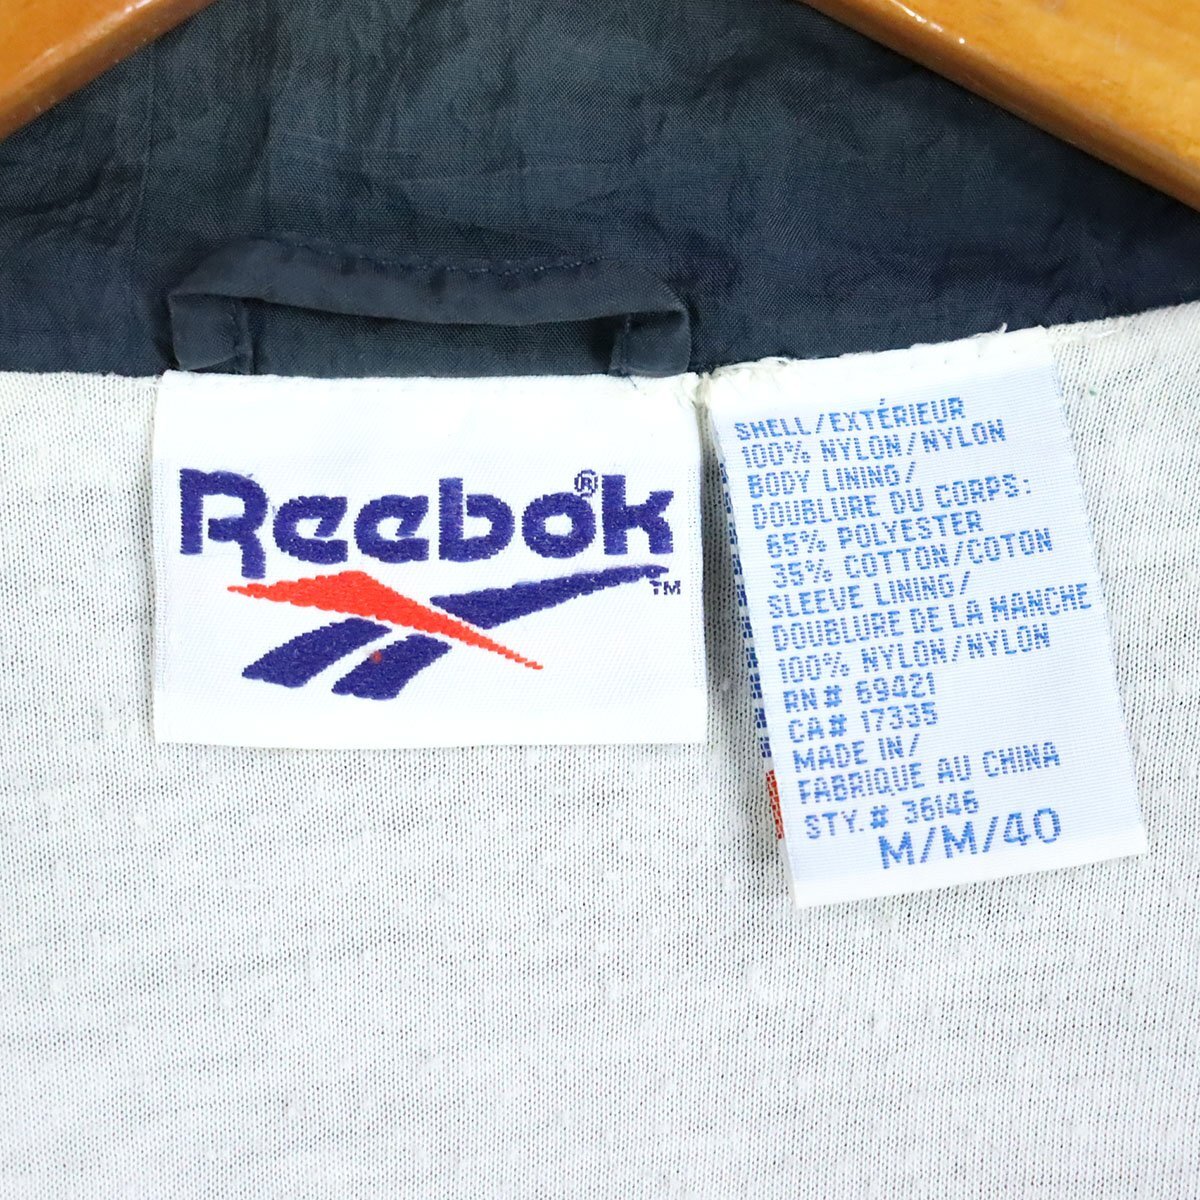 Reebok®
TM
SHELL/EXTÉRIEUR
100% NYLON/NYLON
BODY LINING/
DOUBLURE DU CORPS:
65% POLYESTER
35% COTTON/COTON
SLEEVE LINING/
DOUBLURE DE LA MANCHE
100% NYLON/NYLON
RN# 69421
CA# 17335
MADE IN/
FABRIQUE AU CHINA
STY.# 36146
M/M/40